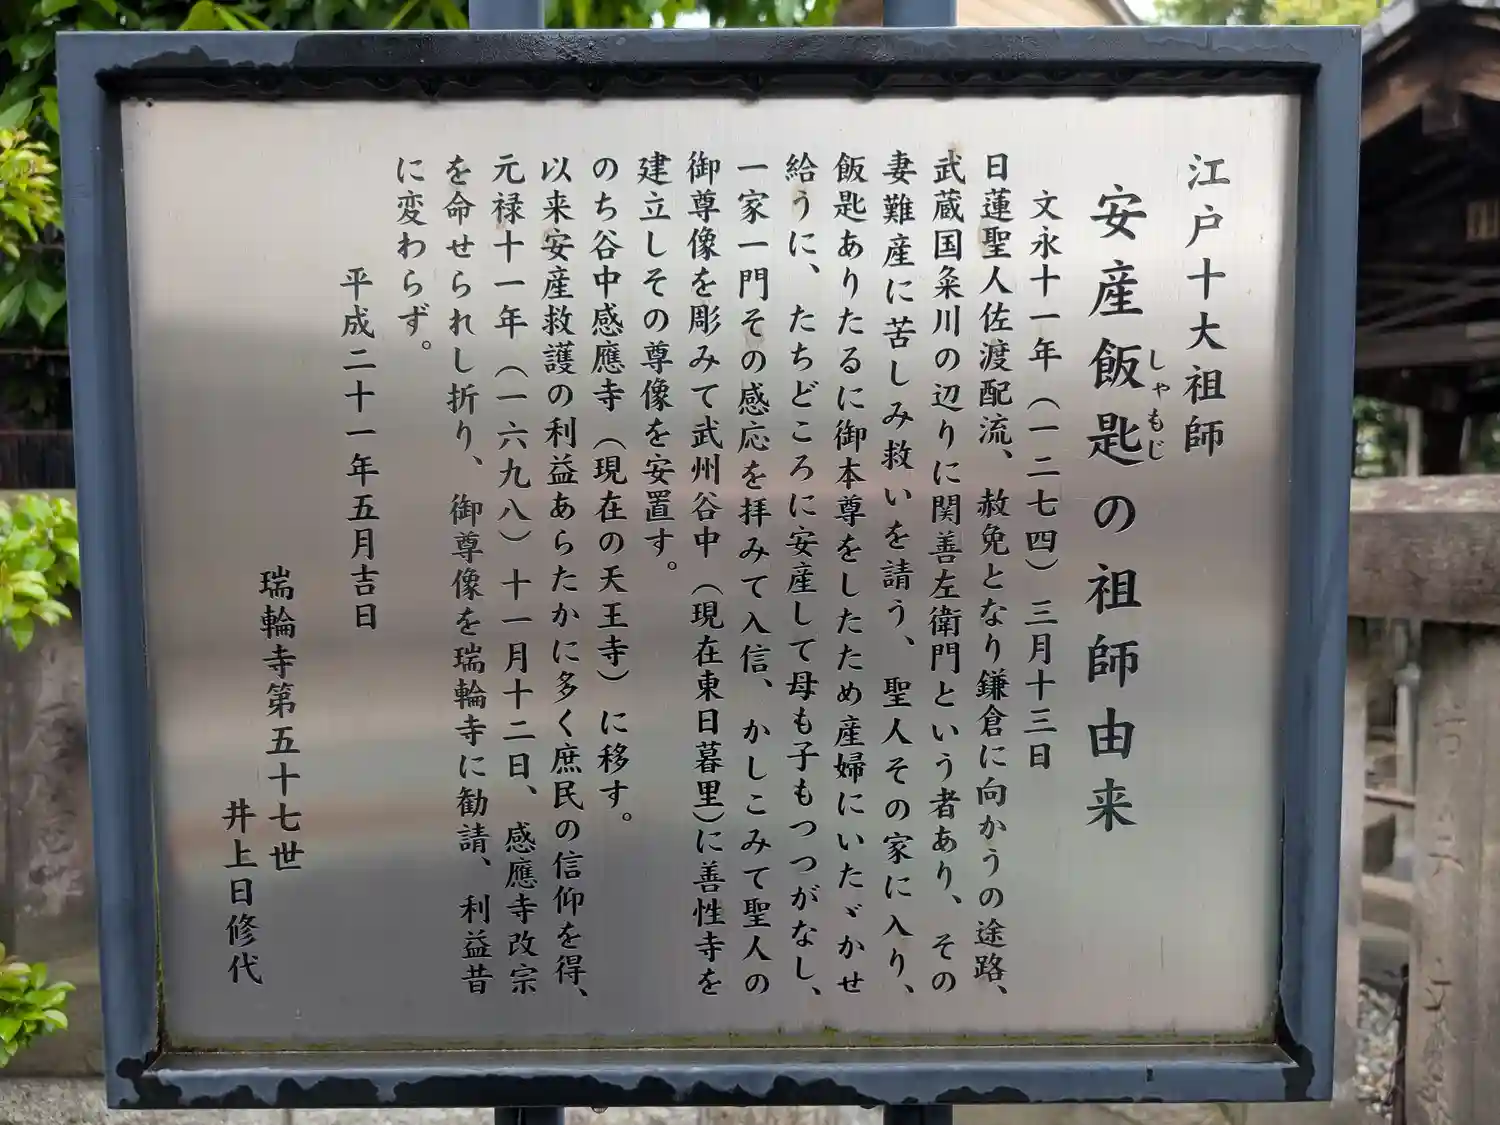 江戸十大祖師
安産飯匙の祖師由来
しゃもじ
文永十一年（一二七四）三月十三日
日蓮聖人佐渡配流、赦免となり鎌倉に向かうの途路、
武蔵国粂川の辺りに関善左衛門という者あり、その
妻難産に苦しみ救いを請う、聖人その家に入り、
飯匙ありたるに御本尊をしたため産婦にいたゞかせ
給うに、たちどころに安産して母も子もつつがなし、
一家一門その感応を拝みて入信、かしこみて聖人の
御尊像を彫みて武州谷中（現在東日暮里）に善性寺を
建立しその尊像を安置す。
のち谷中感應寺（現在の天王寺）に移す。
以来安産救護の利益あらたかに多く庶民の信仰を得、
元禄十一年（一六九八）十一月十二日、感應寺改宗
を命せられし折り、御尊像を瑞輪寺に勧請、利益昔
に変わらず。
平成二十一年五月吉日
瑞輪寺第五十七世
井上日修代